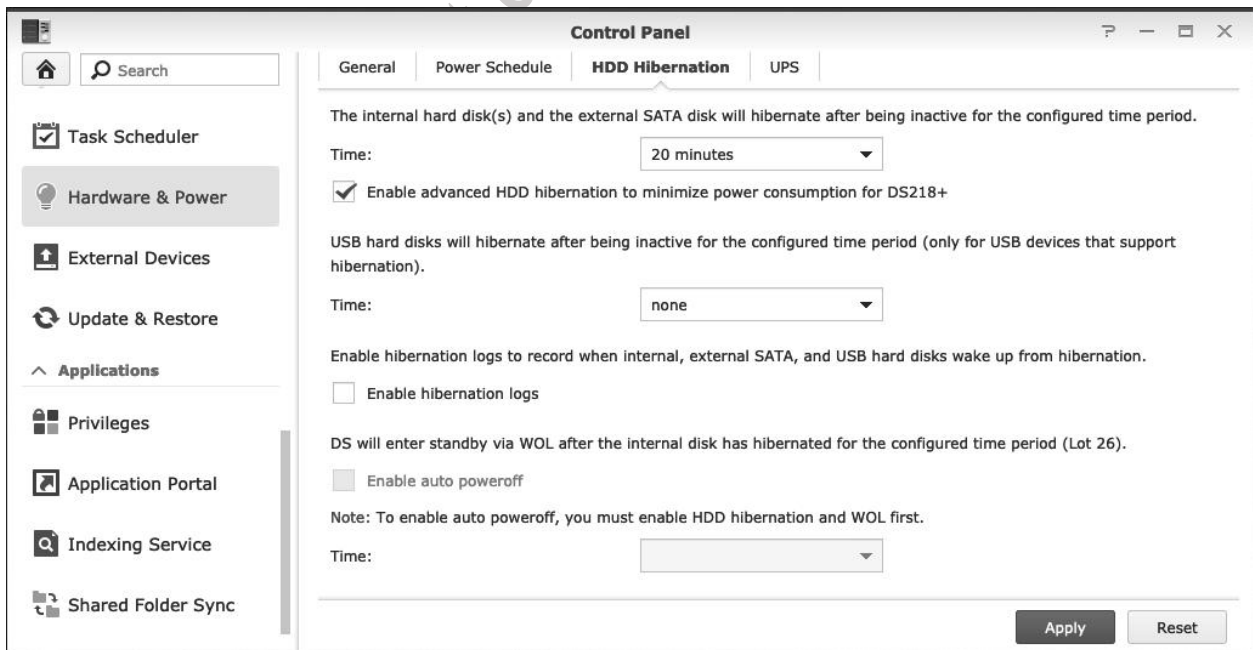 Control Panel
Search
General Power Schedule HDD Hibernation UPS
Task Scheduler
Hardware & Power
External Devices
Update & Restore
Applications
Privileges
Application Portal
Indexing Service
Shared Folder Sync
The internal hard disk(s) and the external SATA disk will hibernate after being inactive for the configured time period.
Time: 20 minutes
Enable advanced HDD hibernation to minimize power consumption for DS218+
USB hard disks will hibernate after being inactive for the configured time period (only for USB devices that support
hibernation).
Time: none
Enable hibernation logs to record when internal, external SATA, and USB hard disks wake up from hibernation.
Enable hibernation logs
DS will enter standby via WOL after the internal disk has hibernated for the configured time period (Lot 26).
Enable auto poweroff
Note: To enable auto poweroff, you must enable HDD hibernation and WOL first.
Time:
Apply Reset